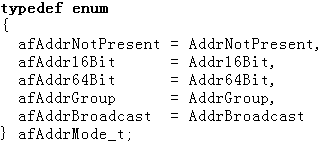 typedef enum
{
  afAddrNotPresent = AddrNotPresent,
  afAddr16Bit      = Addr16Bit,
  afAddr64Bit      = Addr64Bit,
  afAddrGroup      = AddrGroup,
  afAddrBroadcast  = AddrBroadcast
} afAddrMode_t;